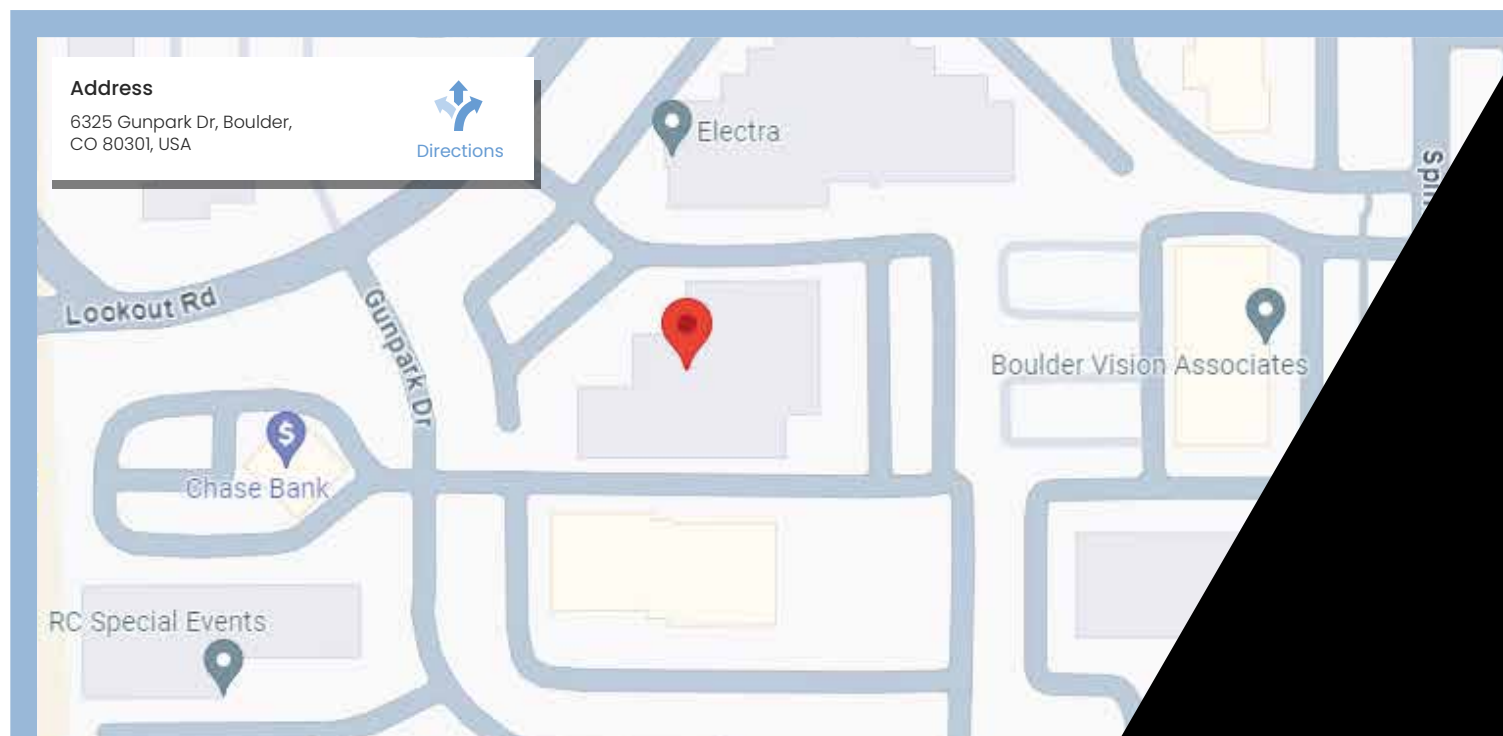 Address
6325 Gunpark Dr, Boulder,
CO 80301, USA
Directions
Electra
Lookout Rd
Gunpark Dr
Boulder Vision Associates
Chase Bank
RC Special Events